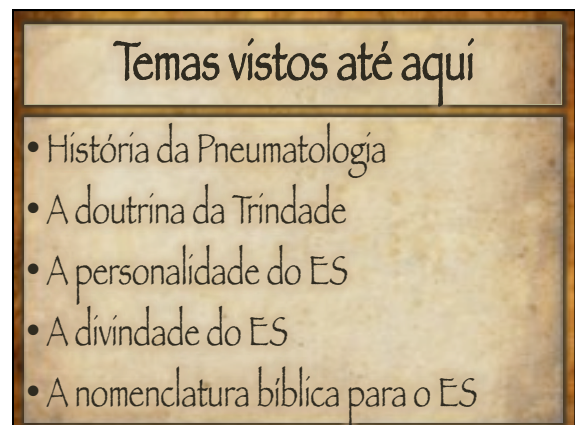 Temas vistos até aqui
• História da Pneumatologia
• A doutrina da Trindade
• A personalidade do ES
• A divindade do ES
• A nomenclatura bíblica para o ES